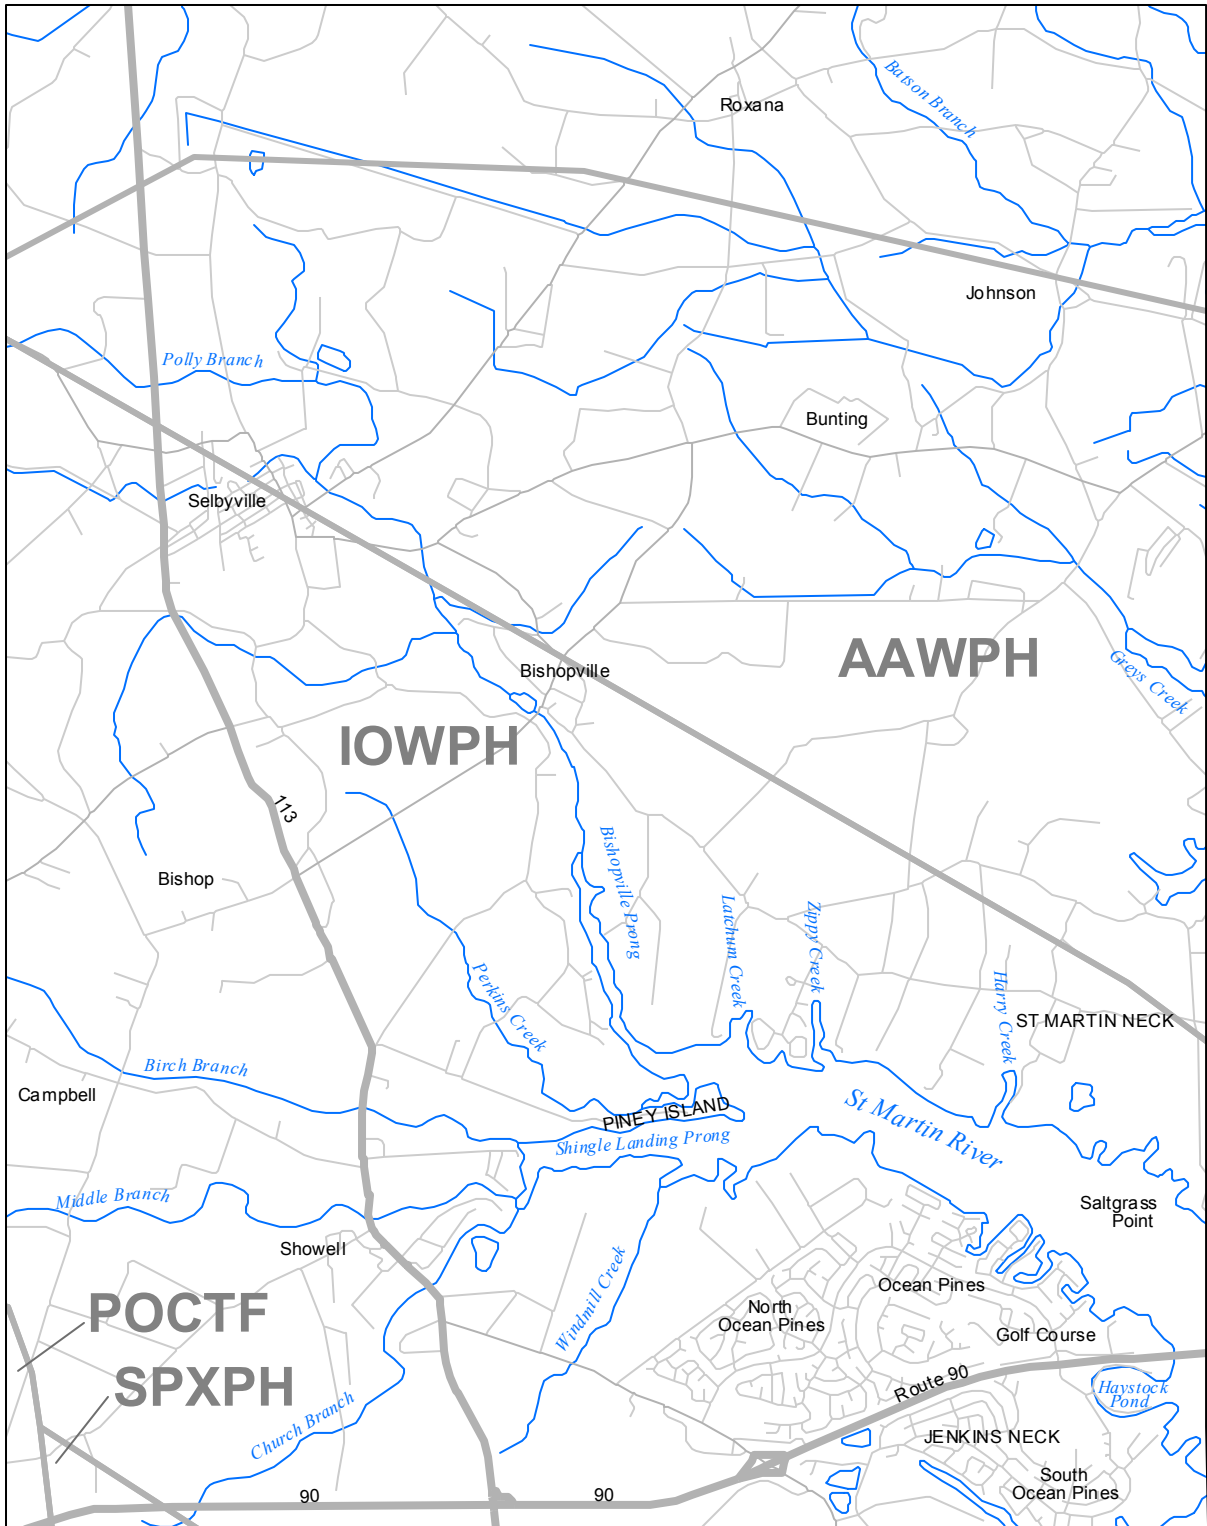 Roxana
Batson Branch
Johnson
Polly Branch
Bunting
Selbyville
AAWPH
Bishopville
Greys Creek
IOWPH
113
Bishop
Bishopville Prong
Latchum Creek
Zippy Creek
Perkins Creek
Harry Creek
ST MARTIN NECK
Birch Branch
Campbell
PINEY ISLAND
St Martin River
Shingle Landing Prong
Middle Branch
Saltgrass
Point
Showell
Windmill Creek
Ocean Pines
POCTF
North
Ocean Pines
Golf Course
SPXPH
Route 90
Haystock
Pond
Church Branch
JENKINS NECK
South
Ocean Pines
90
90